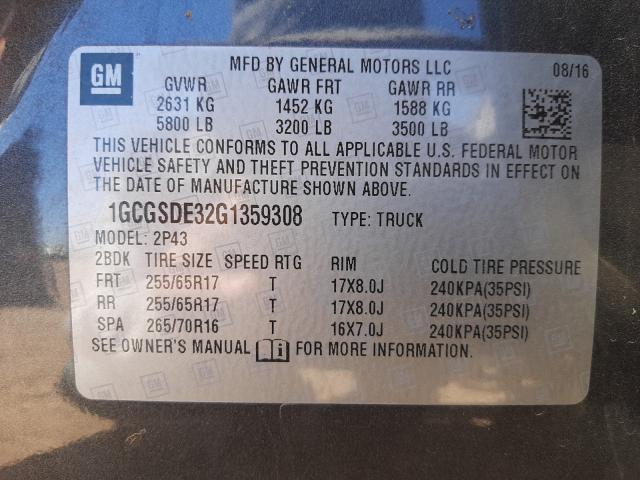 GM
MFD BY GENERAL MOTORS LLC 08/16
GVWR GAWR FRT GAWR RR
2631 KG 1452 KG 1588 KG
5800 LB 3200 LB 3500 LB
THIS VEHICLE CONFORMS TO ALL APPLICABLE U.S. FEDERAL MOTOR
VEHICLE SAFETY AND THEFT PREVENTION STANDARDS IN EFFECT ON
THE DATE OF MANUFACTURE SHOWN ABOVE.
1GCGSDE32G1359308 TYPE: TRUCK
MODEL: 2P43
2BDK TIRE SIZE SPEED RTG RIM COLD TIRE PRESSURE
FRT 255/65R17 T 17X8.0J 240KPA(35PSI)
RR 255/65R17 T 17X8.0J 240KPA(35PSI)
SPA 265/70R16 T 16X7.0J 240KPA(35PSI)
SEE OWNER'S MANUAL FOR MORE INFORMATION.